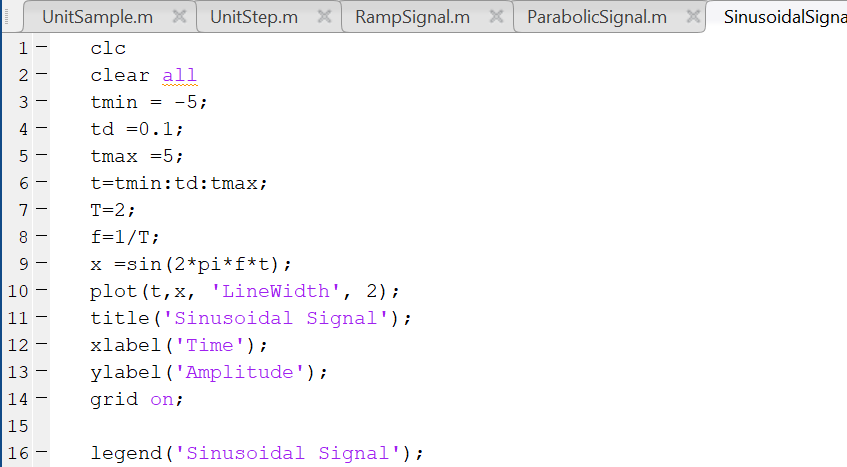 UnitSample.m UnitStep.m RampSignal.m ParabolicSignal.m SinusoidalSigna
1 clc
2 clear all
3 tmin = -5;
4 td =0.1;
5 tmax =5;
6 t=tmin:td:tmax;
7 T=2;
8 f=1/T;
9 x =sin(2*pi*f*t);
10 plot(t,x, 'LineWidth', 2);
11 title('Sinusoidal Signal');
12 xlabel('Time');
13 ylabel('Amplitude');
14 grid on;
15
16 legend('Sinusoidal Signal');